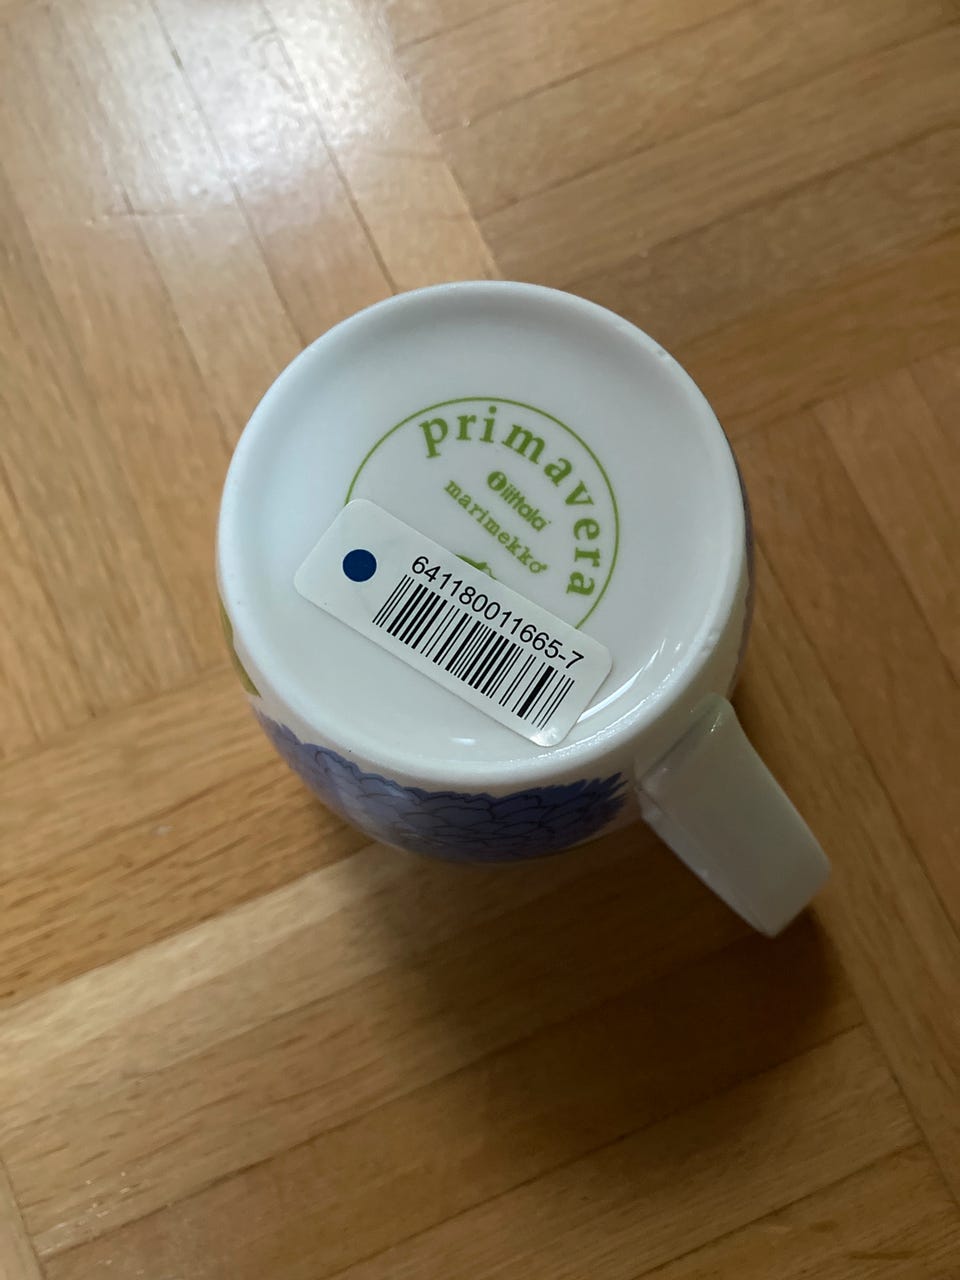 primavera
iittala
marimekko®
641180011665-7